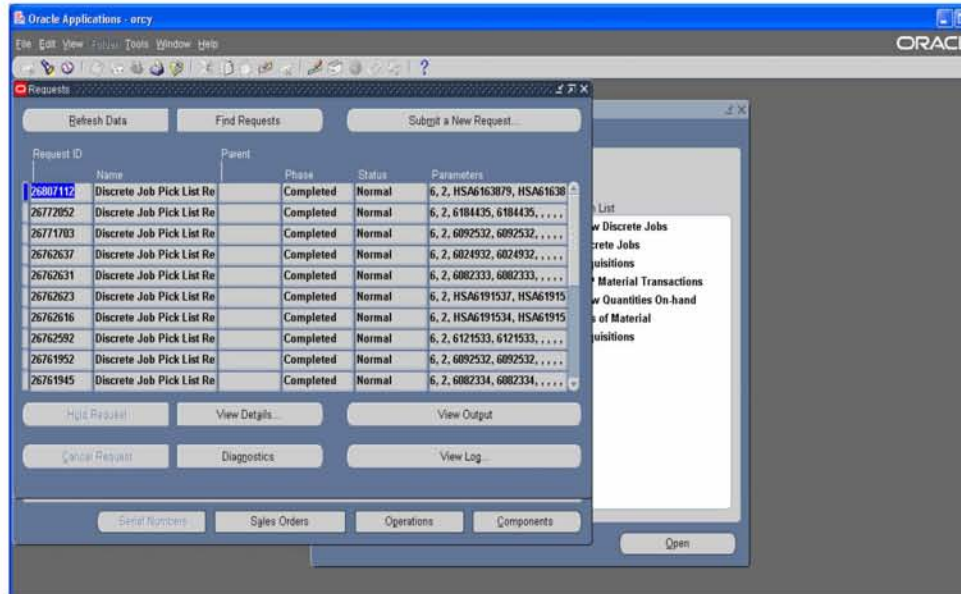 Oracle Applications - orcy
File Edit View Folder Tools Window Help
ORACL
?
Requests
Refresh Data Find Requests Submit a New Request...
Request ID Parent
Name Phase Status Parameters
26807112 Discrete Job Pick List Re Completed Normal 6, 2, HSA6163879, HSA61638
26772052 Discrete Job Pick List Re Completed Normal 6, 2, 6184435, 6184435, , , , ,
26771703 Discrete Job Pick List Re Completed Normal 6, 2, 6092532, 6092532, , , , ,
26762637 Discrete Job Pick List Re Completed Normal 6, 2, 6024932, 6024932, , , , ,
26762631 Discrete Job Pick List Re Completed Normal 6, 2, 6082333, 6082333, , , , ,
26762623 Discrete Job Pick List Re Completed Normal 6, 2, HSA6191537, HSA61915
26762616 Discrete Job Pick List Re Completed Normal 6, 2, HSA6191534, HSA61915
26762592 Discrete Job Pick List Re Completed Normal 6, 2, 6121533, 6121533, , , , ,
26761952 Discrete Job Pick List Re Completed Normal 6, 2, 6092532, 6092532, , , , ,
26761945 Discrete Job Pick List Re Completed Normal 6, 2, 6082334, 6082334, , , , ,
Hold Request View Details... View Output
Cancel Request Diagnostics View Log...
Serial Numbers Sales Orders Operations Components
List
w Discrete Jobs
crete Jobs
quisitions
Material Transactions
w Quantities On-hand
s of Material
quisitions
Open